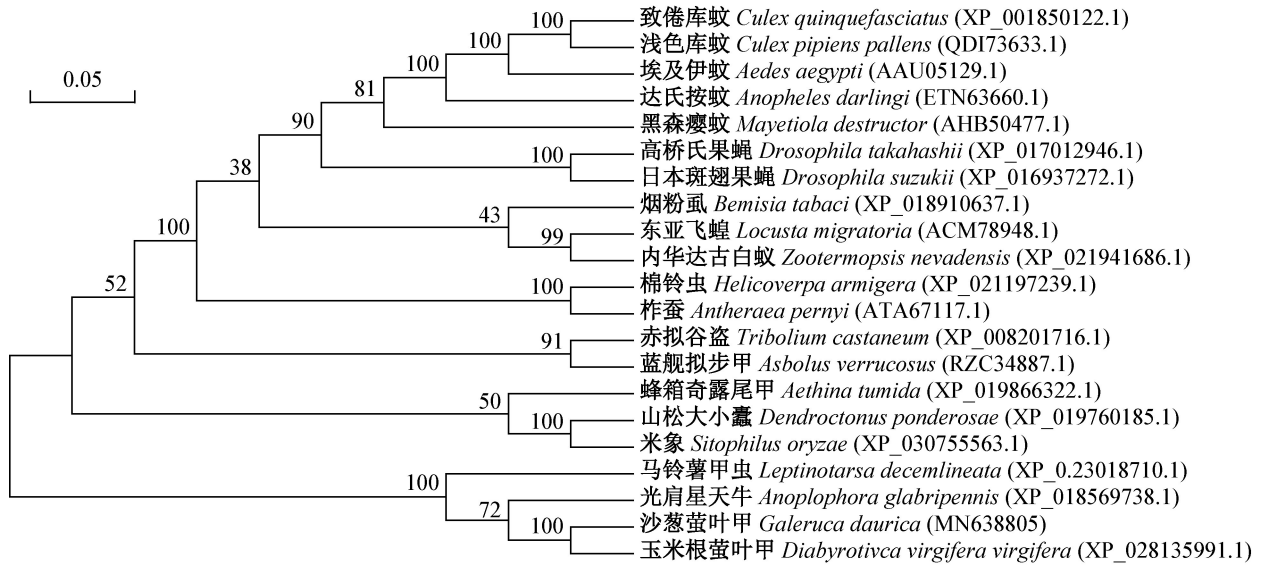 致倦库蚊 Culex quinquefasciatus (XP_001850122.1)
浅色库蚊 Culex pipiens pallens (QDI73633.1)
埃及伊蚊 Aedes aegypti (AAU05129.1)
达氏按蚊 Anopheles darlingi (ETN63660.1)
黑森瘿蚊 Mayetiola destructor (AHB50477.1)
高桥氏果蝇 Drosophila takahashii (XP_017012946.1)
日本斑翅果蝇 Drosophila suzukii (XP_016937272.1)
烟粉虱 Bemisia tabaci (XP_018910637.1)
东亚飞蝗 Locusta migratoria (ACM78948.1)
内华达古白蚁 Zootermopsis nevadensis (XP_021941686.1)
棉铃虫 Helicoverpa armigera (XP_021197239.1)
柞蚕 Antheraea pernyi (ATA67117.1)
赤拟谷盗 Tribolium castaneum (XP_008201716.1)
蓝舰拟步甲 Asbolus verrucosus (RZC34887.1)
蜂箱奇露尾甲 Aethina tumida (XP_019866322.1)
山松大小蠹 Dendroctonus ponderosae (XP_019760185.1)
米象 Sitophilus oryzae (XP_030755563.1)
马铃薯甲虫 Leptinotarsa decemlineata (XP_0.23018710.1)
光肩星天牛 Anoplophora glabripennis (XP_018569738.1)
沙葱萤叶甲 Galeruca daurica (MN638805)
玉米根萤叶甲 Diabyrotivca virgifera virgifera (XP_028135991.1)
0.05
100
100
100
81
90
100
38
43
99
100
100
52
91
50
100
100
72
100